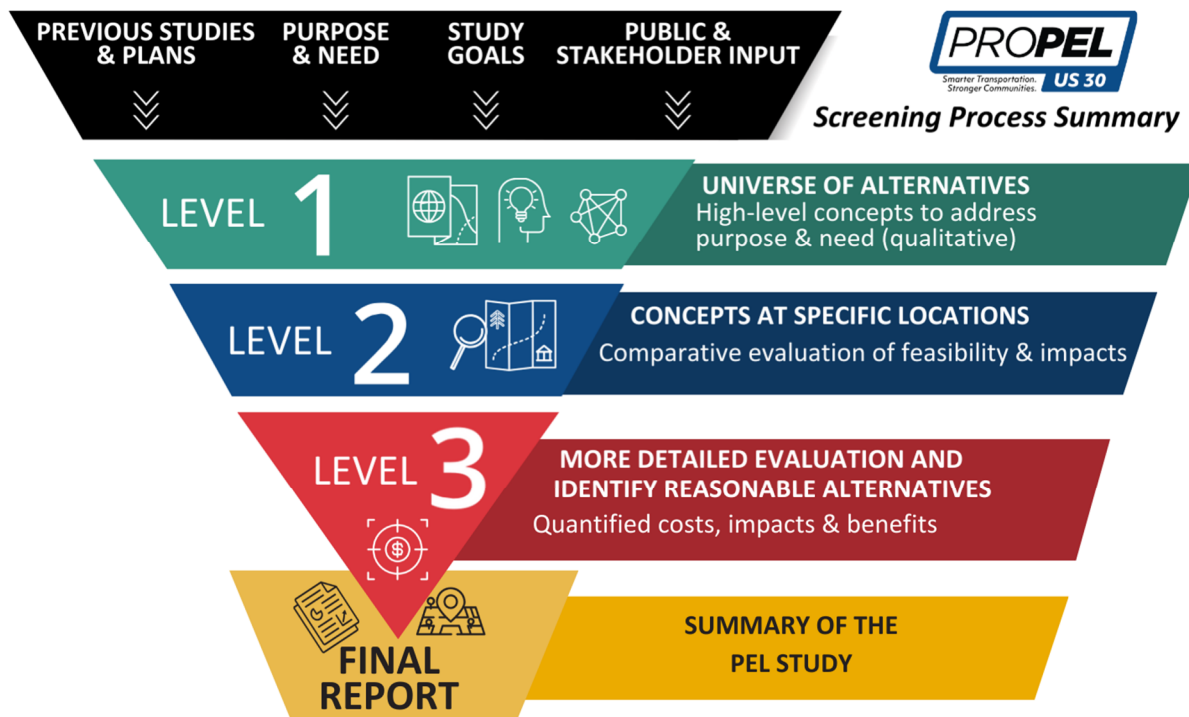 PREVIOUS STUDIES
& PLANS
PURPOSE
& NEED
STUDY
GOALS
PUBLIC &
STAKEHOLDER INPUT
PROPEL
Smarter Transportation.
Stronger Communities.
US 30
Screening Process Summary
LEVEL 1
UNIVERSE OF ALTERNATIVES
High-level concepts to address
purpose & need (qualitative)
LEVEL 2
CONCEPTS AT SPECIFIC LOCATIONS
Comparative evaluation of feasibility & impacts
LEVEL 3
$
MORE DETAILED EVALUATION AND
IDENTIFY REASONABLE ALTERNATIVES
Quantified costs, impacts & benefits
FINAL
REPORT
SUMMARY OF THE
PEL STUDY